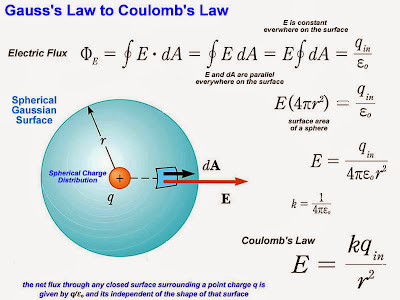 Gauss's Law to Coulomb's Law
E is constant
everwhere on the surface
Electric Flux Φ_E = ∮ E · dA = ∮ E dA = E ∮ dA = q_in / ε_o
E and dA are parallel
everywhere on the surface
Spherical
Gaussian
Surface
E(4πr²) = q_in / ε_o
surface area
of a sphere
r
Spherical Charge
Distribution
+
q
dA
E
E = q_in / 4πε_o r²
k = 1 / 4πε_o
Coulomb's Law
E = kq_in / r²
the net flux through any closed surface surrounding a point charge q is
given by q/ε_o and its independent of the shape of that surface